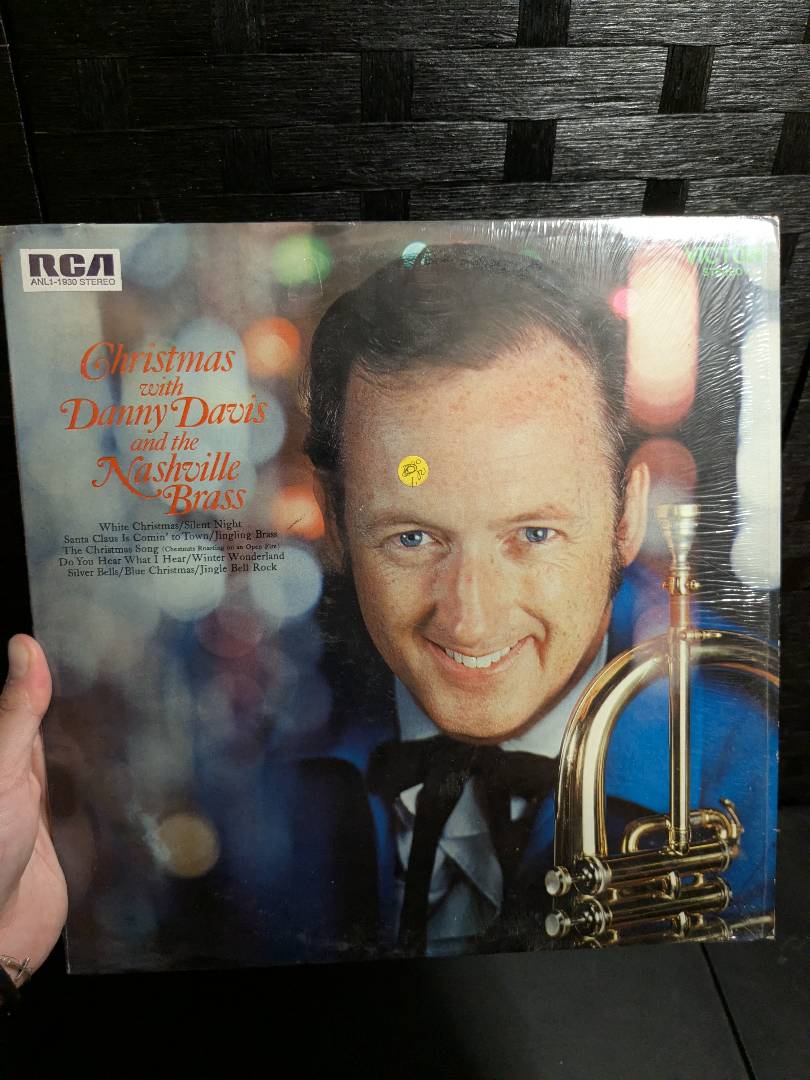 RCA
ANL1-1930 STEREO
VICTOR
STEREO
Christmas
with
Danny Davis
and the
Nashville
Brass
White Christmas/Silent Night
Santa Claus Is Comin' to Town/Jingling Brass
The Christmas Song (Chestnuts Roasting on an Open Fire)
Do You Hear What I Hear/Winter Wonderland
Silver Bells/Blue Christmas/Jingle Bell Rock